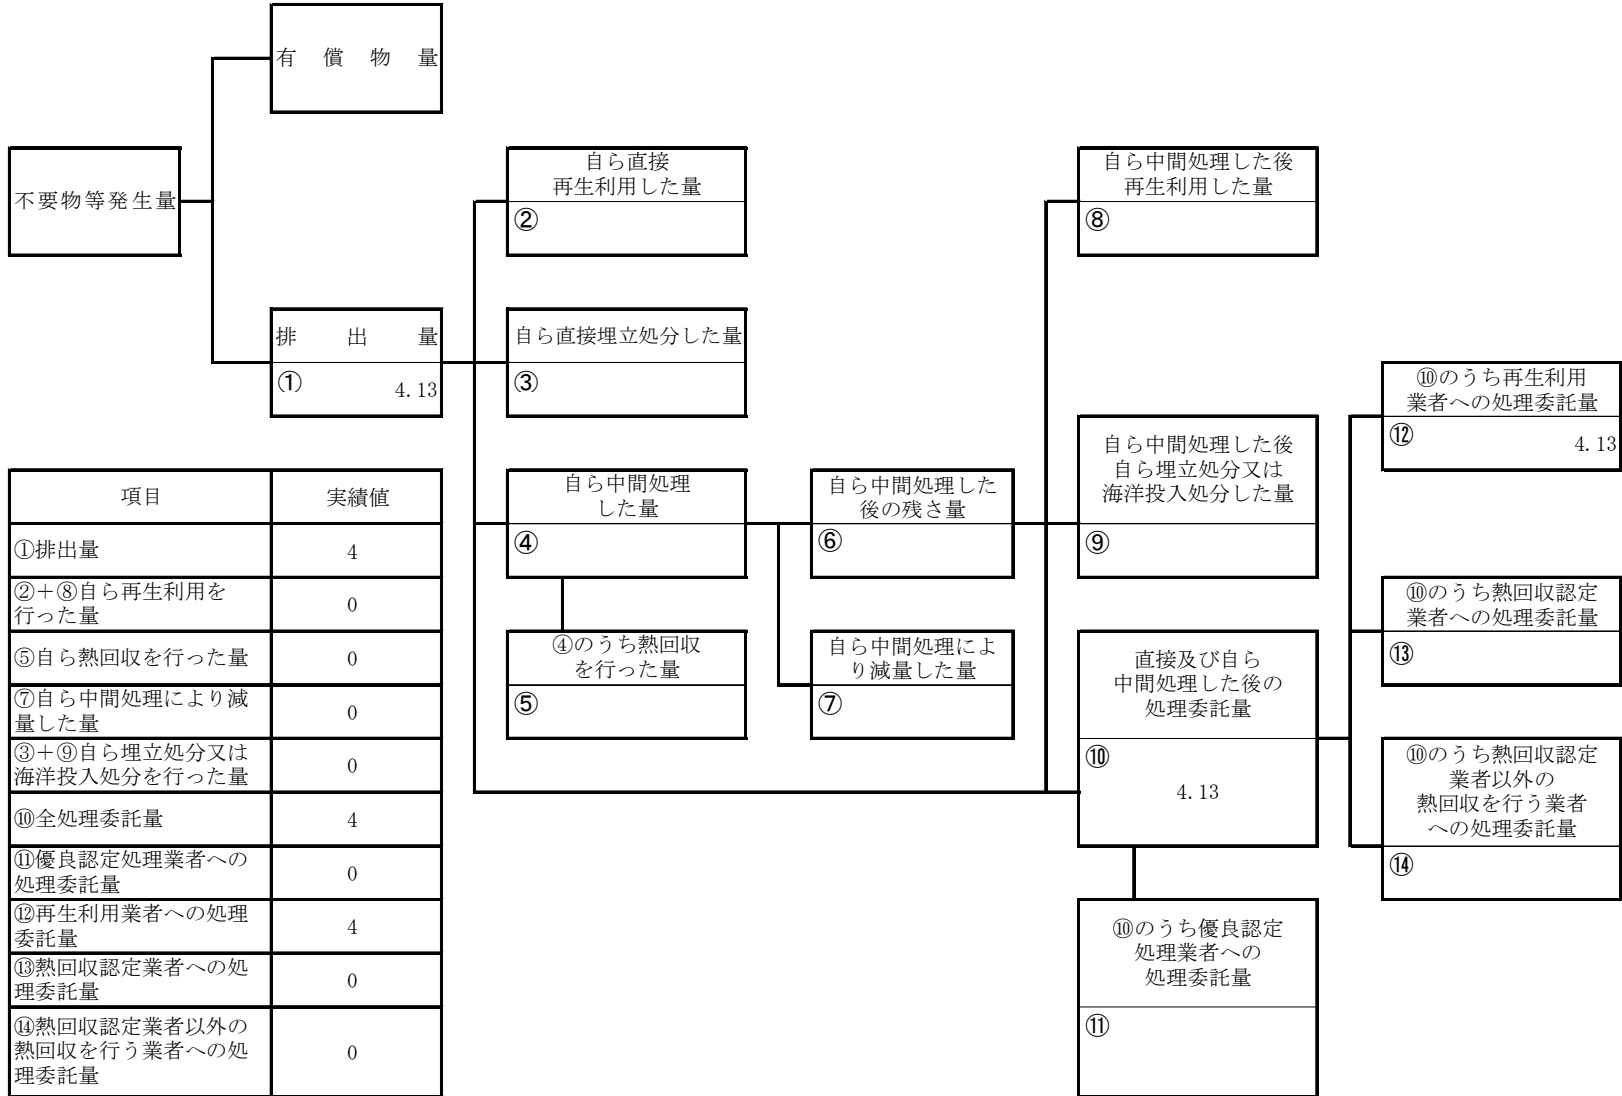 有償物量
不要物等発生量
排出量
① 4.13
自ら直接
再生利用した量
②
自ら直接埋立処分した量
③
自ら中間処理
した量
④
④のうち熱回収
を行った量
⑤
自ら中間処理した
後の残さ量
⑥
自ら中間処理によ
り減量した量
⑦
自ら中間処理した後
再生利用した量
⑧
自ら中間処理した後
自ら埋立処分又は
海洋投入処分した量
⑨
直接及び自ら
中間処理した後の
処理委託量
⑩
4.13
⑩のうち優良認定
処理業者への
処理委託量
⑪
⑩のうち再生利用
業者への処理委託量
⑫ 4.13
⑩のうち熱回収認定
業者への処理委託量
⑬
⑩のうち熱回収認定
業者以外の
熱回収を行う業者
への処理委託量
⑭
項目 実績値
①排出量 4
②＋⑧自ら再生利用を
行った量 0
⑤自ら熱回収を行った量 0
⑦自ら中間処理により減
量した量 0
③＋⑨自ら埋立処分又は
海洋投入処分を行った量 0
⑩全処理委託量 4
⑪優良認定処理業者への
処理委託量 0
⑫再生利用業者への処理
委託量 4
⑬熱回収認定業者への処
理委託量 0
⑭熱回収認定業者以外の
熱回収を行う業者への処
理委託量 0